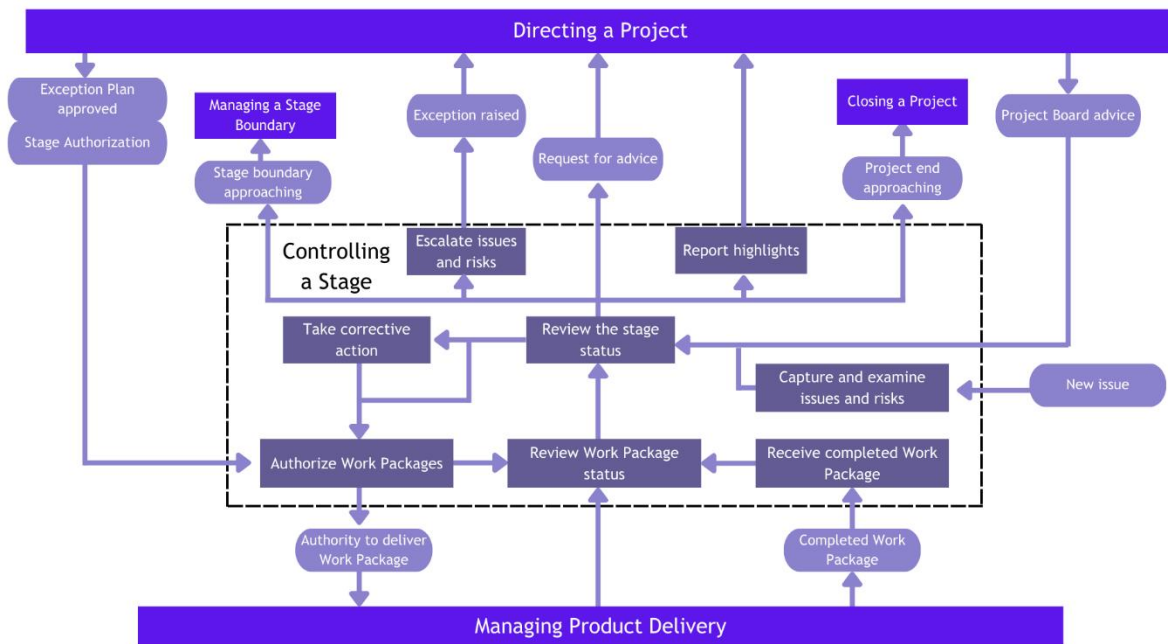 Directing a Project
Exception Plan
approved
Stage Authorization
Managing a Stage
Boundary
Exception raised
Closing a Project
Project Board advice
Stage boundary
approaching
Request for advice
Project end
approaching
Controlling
a Stage
Escalate issues
and risks
Report highlights
Take corrective
action
Review the stage
status
Capture and examine
issues and risks
New issue
Authorize Work Packages
Review Work Package
status
Receive completed Work
Package
Authority to deliver
Work Package
Completed Work
Package
Managing Product Delivery